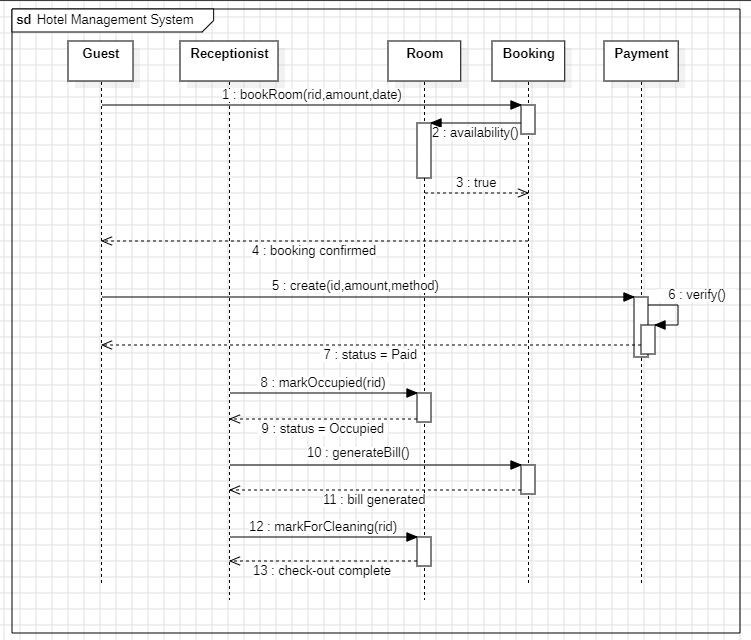 sd Hotel Management System
Guest
Receptionist
Room
Booking
Payment
1 : bookRoom(rid,amount,date)
2 : availability()
3 : true
4 : booking confirmed
5 : create(id,amount,method)
6 : verify()
7 : status = Paid
8 : markOccupied(rid)
9 : status = Occupied
10 : generateBill()
11 : bill generated
12 : markForCleaning(rid)
13 : check-out complete